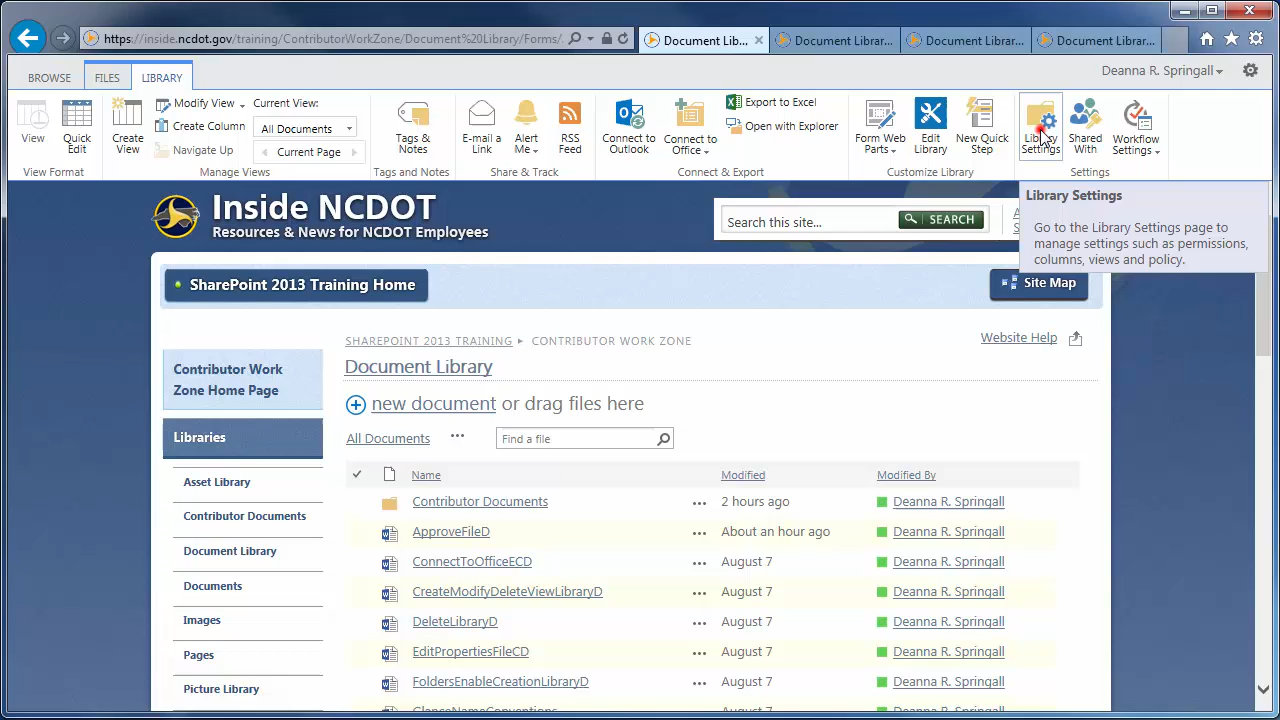 https://inside.ncdot.gov/training/ContributorWorkZone/Document%20Library/Forms/
Document Lib...
Document Librar...
Document Librar...
Document Librar...
BROWSE
FILES
LIBRARY
Deanna R. Springall
View
Quick Edit
View Format
Create View
Modify View
Create Column
Navigate Up
Current View:
All Documents
Current Page
Manage Views
Tags & Notes
Tags and Notes
E-mail a Link
Alert Me
RSS Feed
Share & Track
Connect to Outlook
Connect to Office
Export to Excel
Open with Explorer
Connect & Export
Form Web Parts
Edit Library
New Quick Step
Customize Library
Library Settings
Shared With
Workflow Settings
Settings
Library Settings
Go to the Library Settings page to
manage settings such as permissions,
columns, views and policy.
Inside NCDOT
Resources & News for NCDOT Employees
Search this site...
SEARCH
SharePoint 2013 Training Home
Site Map
SHAREPOINT 2013 TRAINING
CONTRIBUTOR WORK ZONE
Website Help
Document Library
new document or drag files here
All Documents
...
Find a file
Name
Modified
Modified By
Contributor Documents
...
2 hours ago
Deanna R. Springall
ApproveFileD
...
About an hour ago
Deanna R. Springall
ConnectToOfficeECD
...
August 7
Deanna R. Springall
CreateModifyDeleteViewLibraryD
...
August 7
Deanna R. Springall
DeleteLibraryD
...
August 7
Deanna R. Springall
EditPropertiesFileCD
...
August 7
Deanna R. Springall
FoldersEnableCreationLibraryD
...
August 7
Deanna R. Springall
Contributor Work
Zone Home Page
Libraries
Asset Library
Contributor Documents
Document Library
Documents
Images
Pages
Picture Library